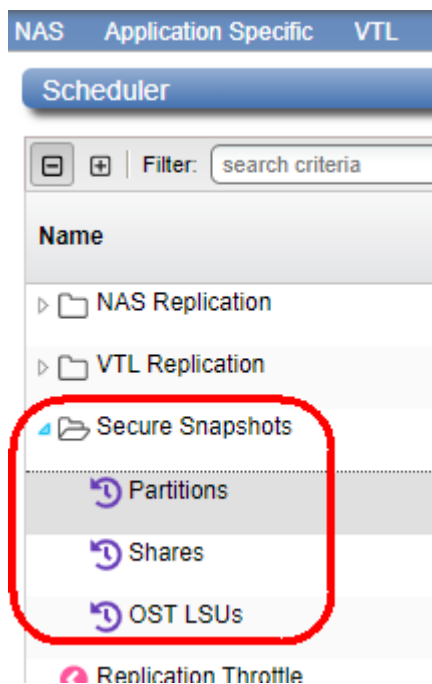 NAS Application Specific VTL
Scheduler
Filter: search criteria
Name
NAS Replication
VTL Replication
Secure Snapshots
Partitions
Shares
OST LSUs
Replication Throttle